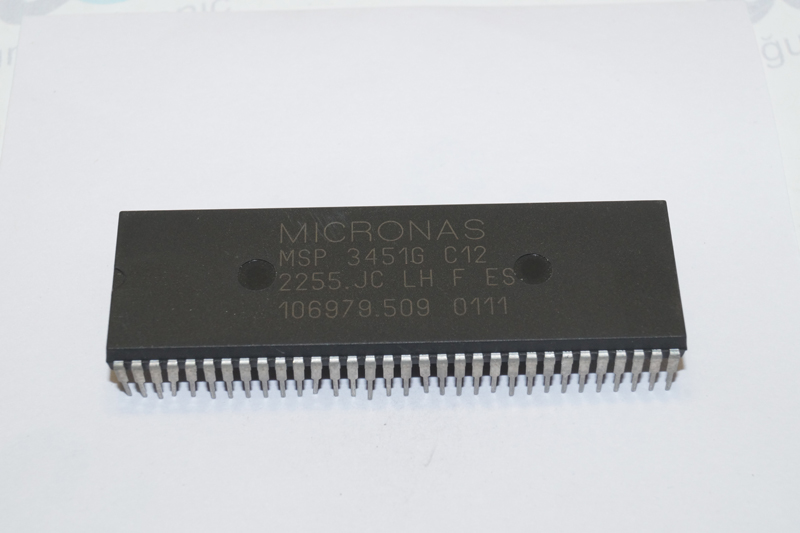 MICRONAS
MSP 3451G C12
2255.JC LH F ES
106979.509 0111